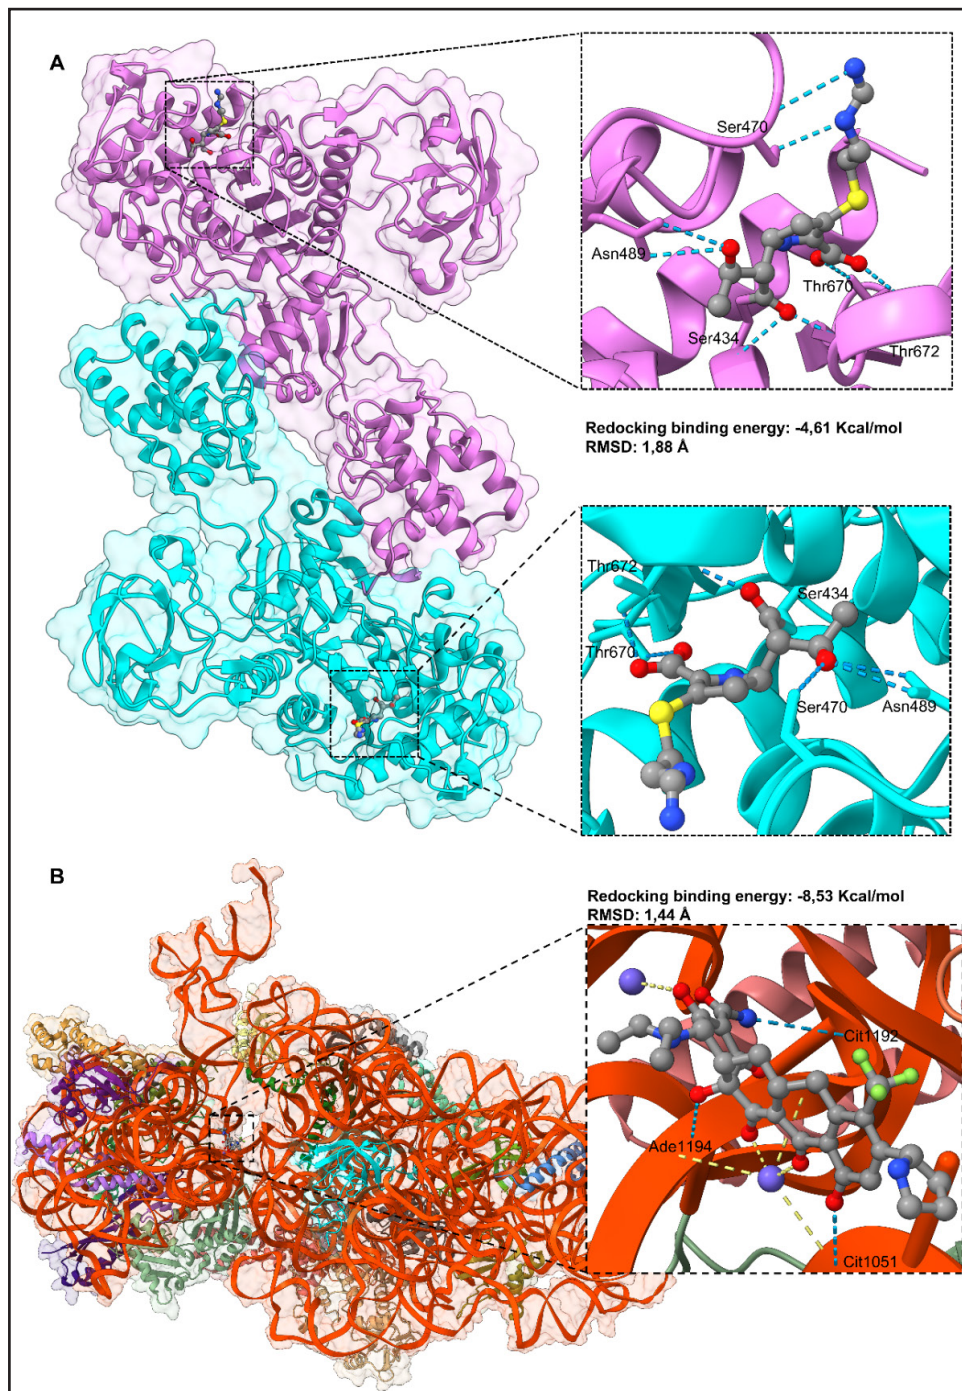 A
Ser470
Asn489
Thr670
Ser434
Thr672
Redocking binding energy: -4,61 Kcal/mol
RMSD: 1,88 Å
Thr672
Ser434
Thr670
Ser470
Asn489
B
Redocking binding energy: -8,53 Kcal/mol
RMSD: 1,44 Å
Cit1192
Ade1194
Cit1051